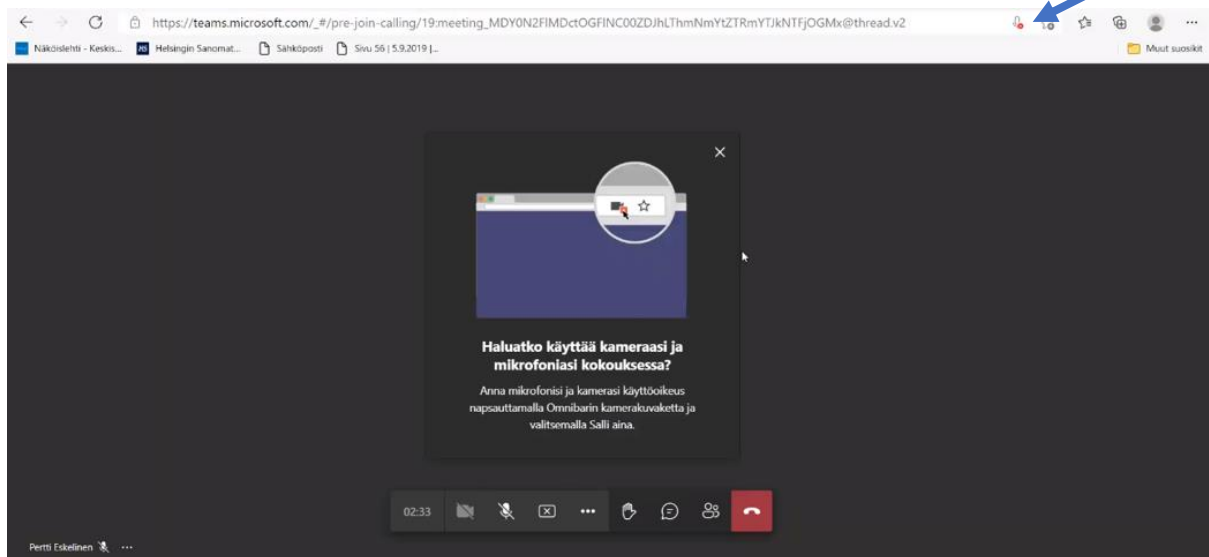 https://teams.microsoft.com/_#/pre-join-calling/19:meeting_MDY0N2FlMDctOGFlNC00ZDJhLThmNmYtZTRmYTJkNTFjOGMx@thread.v2
Näköislehti - Keskis... HS Helsingin Sanomat... Sähköposti Sivu 56 | 5.9.2019 |... Muut suosikit
Haluatko käyttää kameraasi ja
mikrofoniasi kokouksessa?
Anna mikrofonisi ja kamerasi käyttöoikeus
napsauttamalla Omnibarin kamerakuvaketta ja
valitsemalla Salli aina.
02:33
Pertti Eskelinen